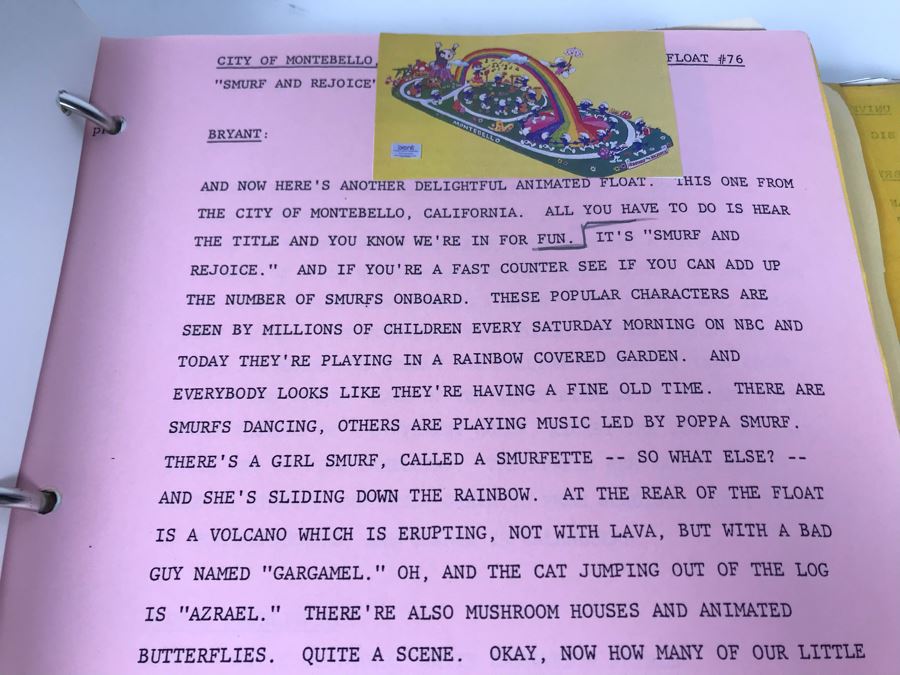 CITY OF MONTEBELLO, FLOAT #76
"SMURF AND REJOICE"
MONTEBELLO
BRYANT:
AND NOW HERE'S ANOTHER DELIGHTFUL ANIMATED FLOAT. THIS ONE FROM
THE CITY OF MONTEBELLO, CALIFORNIA. ALL YOU HAVE TO DO IS HEAR
THE TITLE AND YOU KNOW WE'RE IN FOR FUN. IT'S "SMURF AND
REJOICE." AND IF YOU'RE A FAST COUNTER SEE IF YOU CAN ADD UP
THE NUMBER OF SMURFS ONBOARD. THESE POPULAR CHARACTERS ARE
SEEN BY MILLIONS OF CHILDREN EVERY SATURDAY MORNING ON NBC AND
TODAY THEY'RE PLAYING IN A RAINBOW COVERED GARDEN. AND
EVERYBODY LOOKS LIKE THEY'RE HAVING A FINE OLD TIME. THERE ARE
SMURFS DANCING, OTHERS ARE PLAYING MUSIC LED BY POPPA SMURF.
THERE'S A GIRL SMURF, CALLED A SMURFETTE -- SO WHAT ELSE? --
AND SHE'S SLIDING DOWN THE RAINBOW. AT THE REAR OF THE FLOAT
IS A VOLCANO WHICH IS ERUPTING, NOT WITH LAVA, BUT WITH A BAD
GUY NAMED "GARGAMEL." OH, AND THE CAT JUMPING OUT OF THE LOG
IS "AZRAEL." THERE'RE ALSO MUSHROOM HOUSES AND ANIMATED
BUTTERFLIES. QUITE A SCENE. OKAY, NOW HOW MANY OF OUR LITTLE